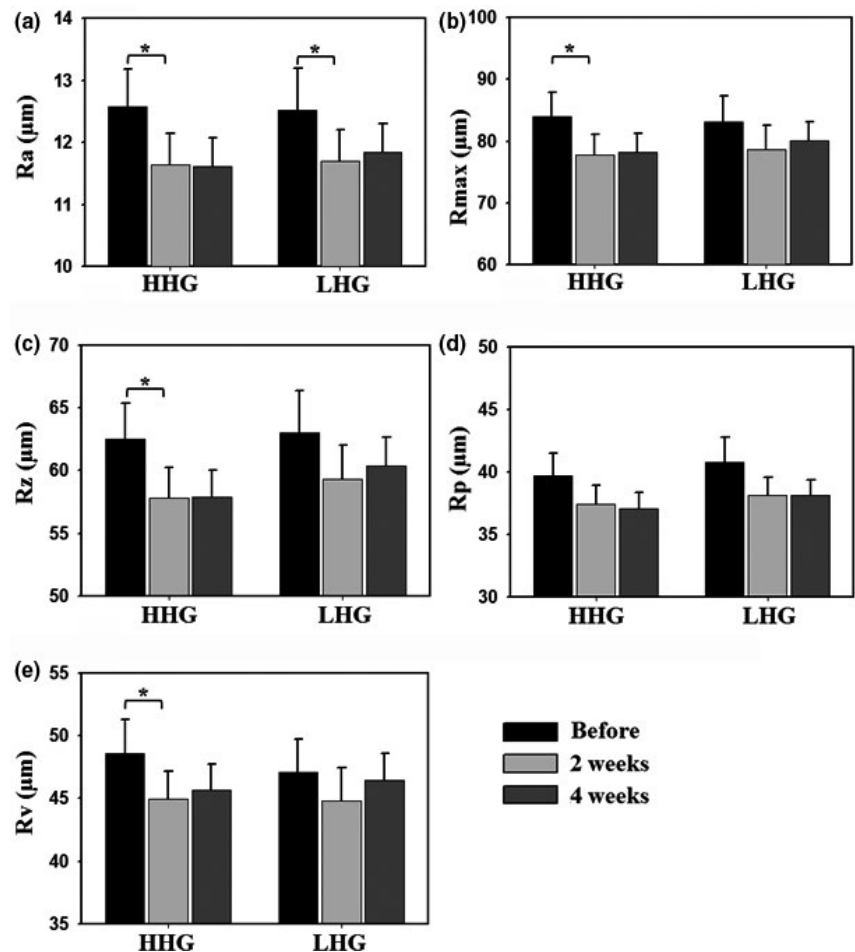 (a)
14
13
12
11
10
Ra (μm)
*
*
HHG
LHG
(b)
100
90
80
70
60
Rmax (μm)
*
HHG
LHG
(c)
70
65
60
55
50
Rz (μm)
*
HHG
LHG
(d)
50
45
40
35
30
Rp (μm)
HHG
LHG
(e)
55
50
45
40
35
Rv (μm)
*
HHG
LHG
Before
2 weeks
4 weeks